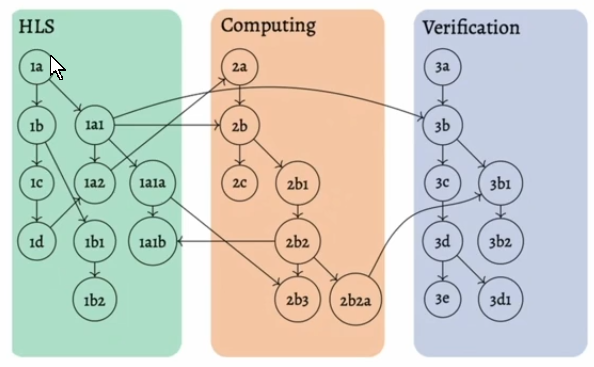 HLS
Computing
Verification
1a
2a
3a
1b
1a1
2b
3b
1c
1a2
1a1a
2c
2b1
3c
3b1
1d
1b1
1a1b
2b2
3d
3b2
1b2
2b3
2b2a
3e
3d1